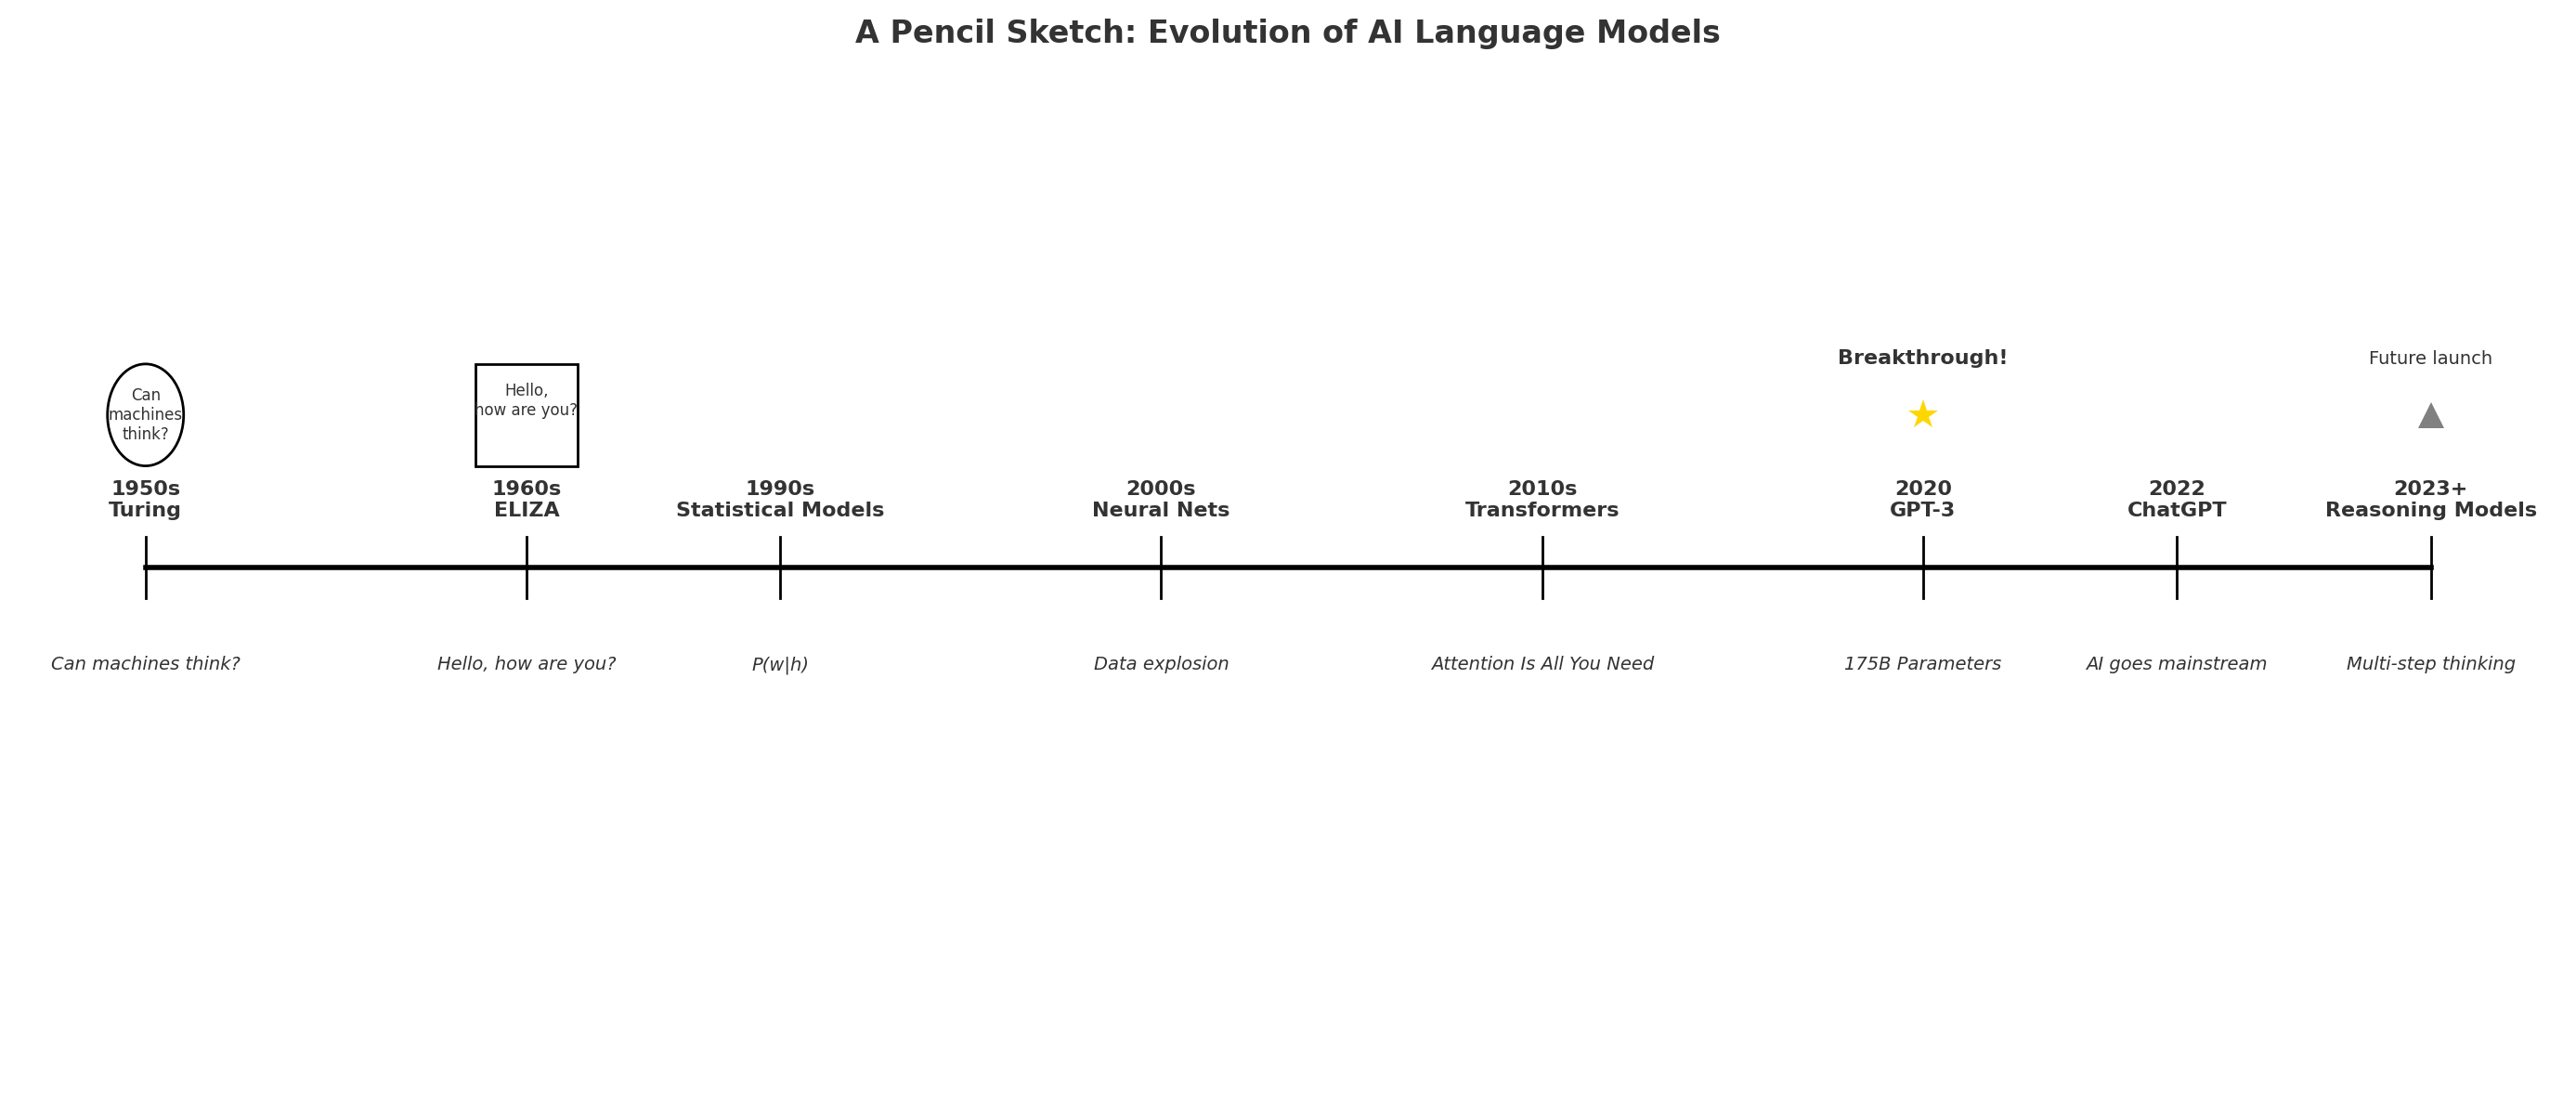 A Pencil Sketch: Evolution of AI Language Models
Breakthrough!
Future launch
Can
machines
think?
Hello,
how are you?
1950s
Turing
1960s
ELIZA
1990s
Statistical Models
2000s
Neural Nets
2010s
Transformers
2020
GPT-3
2022
ChatGPT
2023+
Reasoning Models
Can machines think?
Hello, how are you?
P(w|h)
Data explosion
Attention Is All You Need
175B Parameters
AI goes mainstream
Multi-step thinking